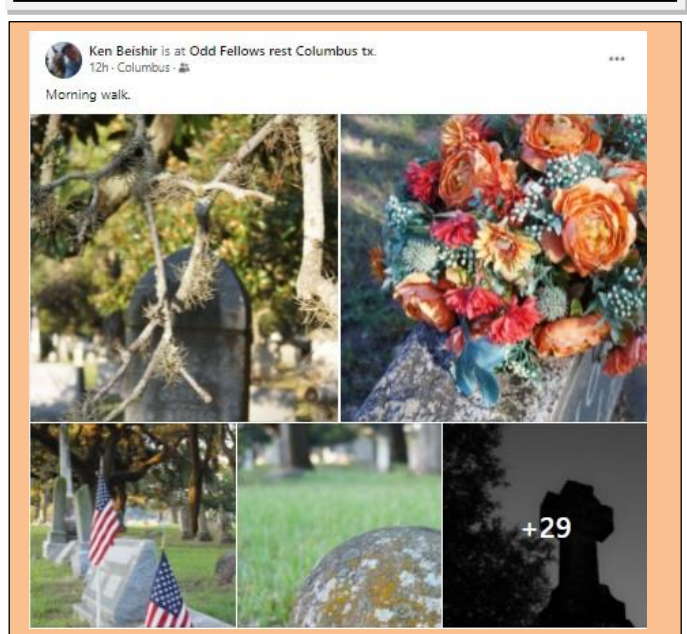 Ken Beishir is at Odd Fellows rest Columbus tx.
12h · Columbus ·
Morning walk.
+29